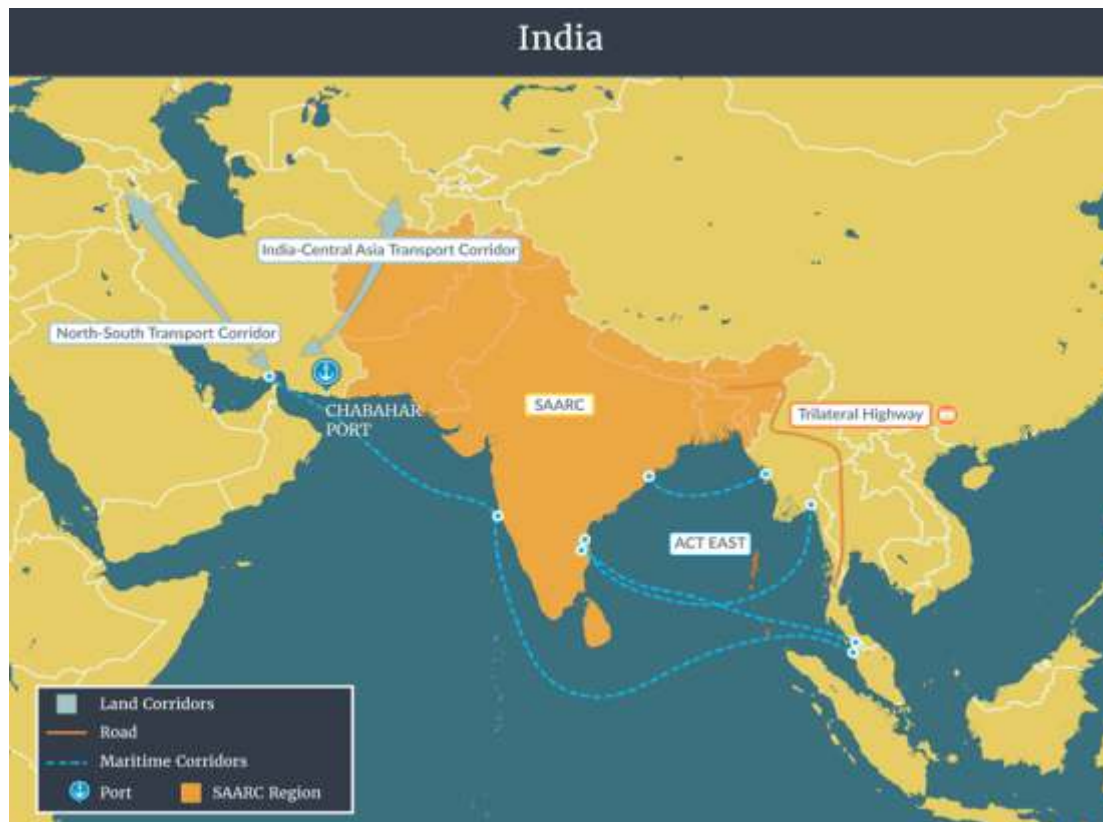 India
India-Central Asia Transport Corridor
North-South Transport Corridor
CHABAHAR
PORT
SAARC
Trilateral Highway
ACT EAST
Land Corridors
Road
Maritime Corridors
Port
SAARC Region